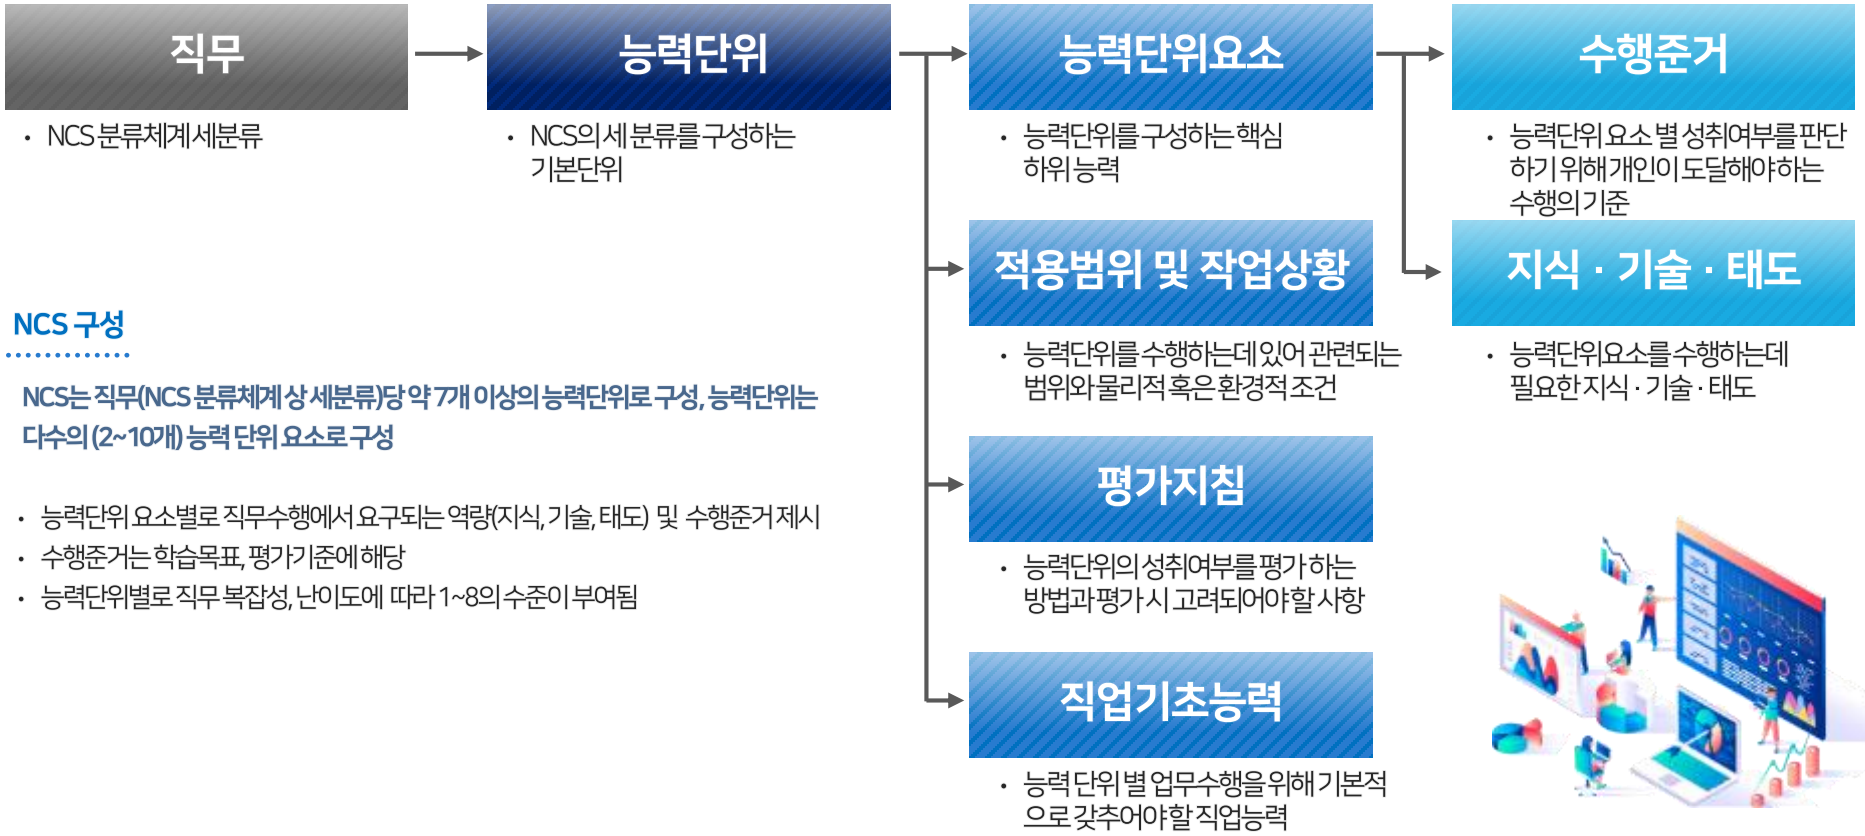 직무
• NCS 분류체계 세분류
능력단위
• NCS의 세 분류를 구성하는
기본단위
능력단위요소
• 능력단위를 구성하는 핵심
하위 능력
수행준거
• 능력단위 요소 별 성취여부를 판단
하기 위해 개인이 도달해야 하는
수행의 기준
적용범위 및 작업상황
• 능력단위를 수행하는데 있어 관련되는
범위와 물리적 혹은 환경적 조건
지식 · 기술 · 태도
• 능력단위요소를 수행하는데
필요한 지식 · 기술 · 태도
평가지침
• 능력단위의 성취여부를 평가 하는
방법과 평가 시 고려되어야 할 사항
직업기초능력
• 능력 단위 별 업무수행을 위해 기본적
으로 갖추어야 할 직업능력
NCS 구성
NCS는 직무(NCS 분류체계 상 세분류)당 약 7개 이상의 능력단위로 구성, 능력단위는
다수의 (2~10개) 능력 단위 요소로 구성
• 능력단위 요소별로 직무수행에서 요구되는 역량(지식, 기술, 태도) 및 수행준거 제시
• 수행준거는 학습목표, 평가기준에 해당
• 능력단위별로 직무 복잡성, 난이도에 따라 1~8의 수준이 부여됨